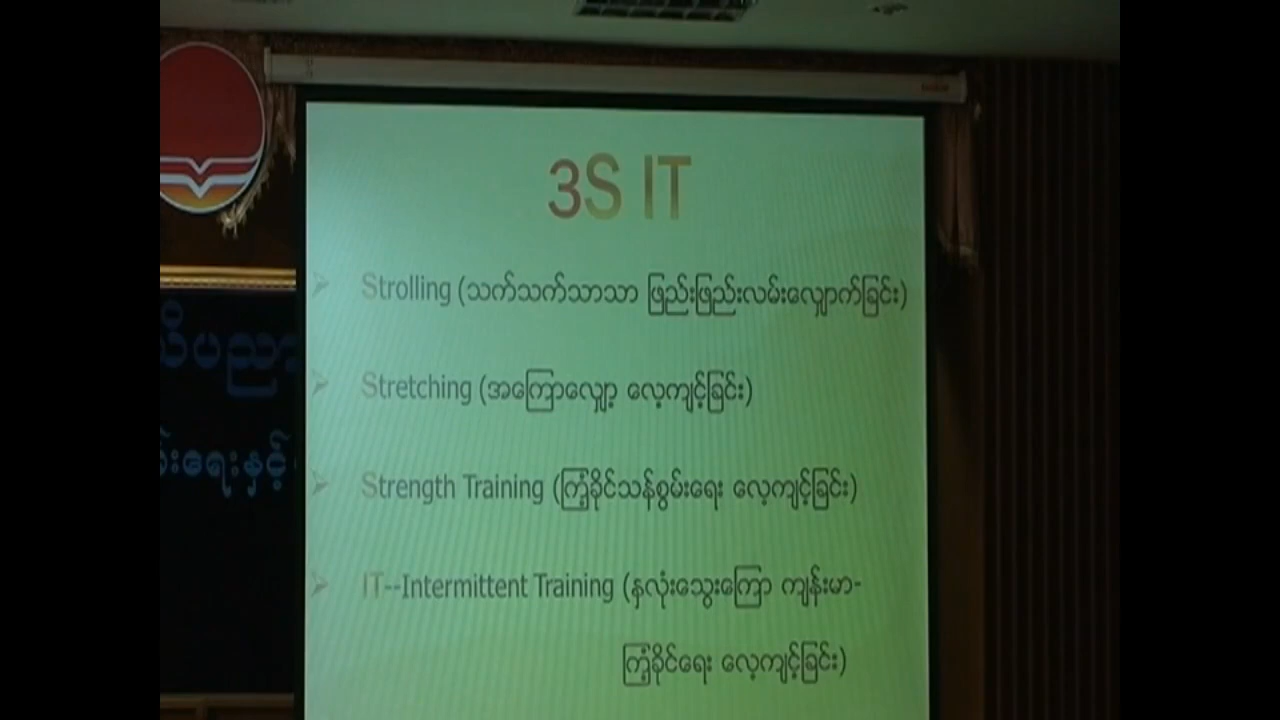 3S IT
Strolling (သက်သက်သာသာ ဖြည်းဖြည်းလမ်းလျှောက်ခြင်း)
Stretching (အကြောလျှော့ လေ့ကျင့်ခြင်း)
Strength Training (ကြံ့ခိုင်သန်စွမ်းရေး လေ့ကျင့်ခြင်း)
IT--Intermittent Training (နှလုံးသွေးကြော ကျန်းမာ-
ကြံ့ခိုင်ရေး လေ့ကျင့်ခြင်း)